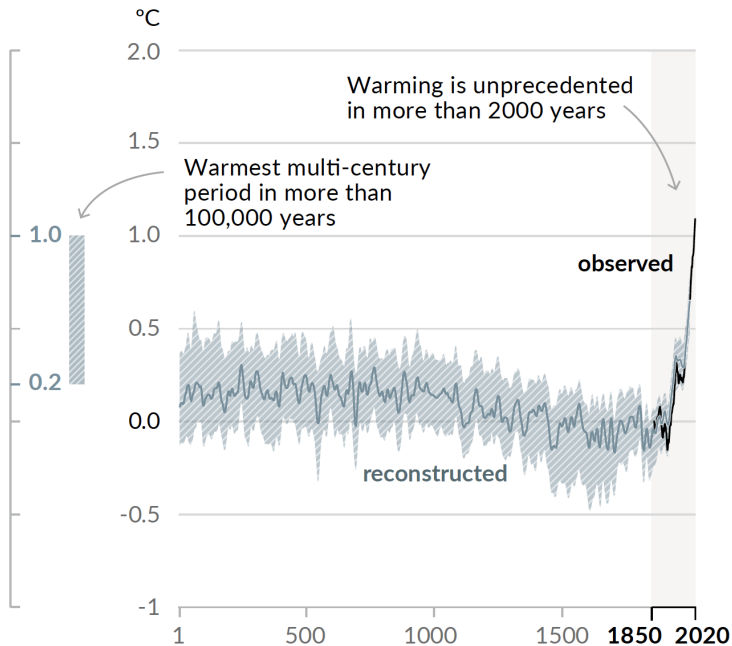 ºC
2.0
Warming is unprecedented
in more than 2000 years
1.5
Warmest multi-century
period in more than
100,000 years
1.0
1.0
observed
0.5
0.2
0.0
reconstructed
-0.5
-1
1 500 1000 1500 1850 2020